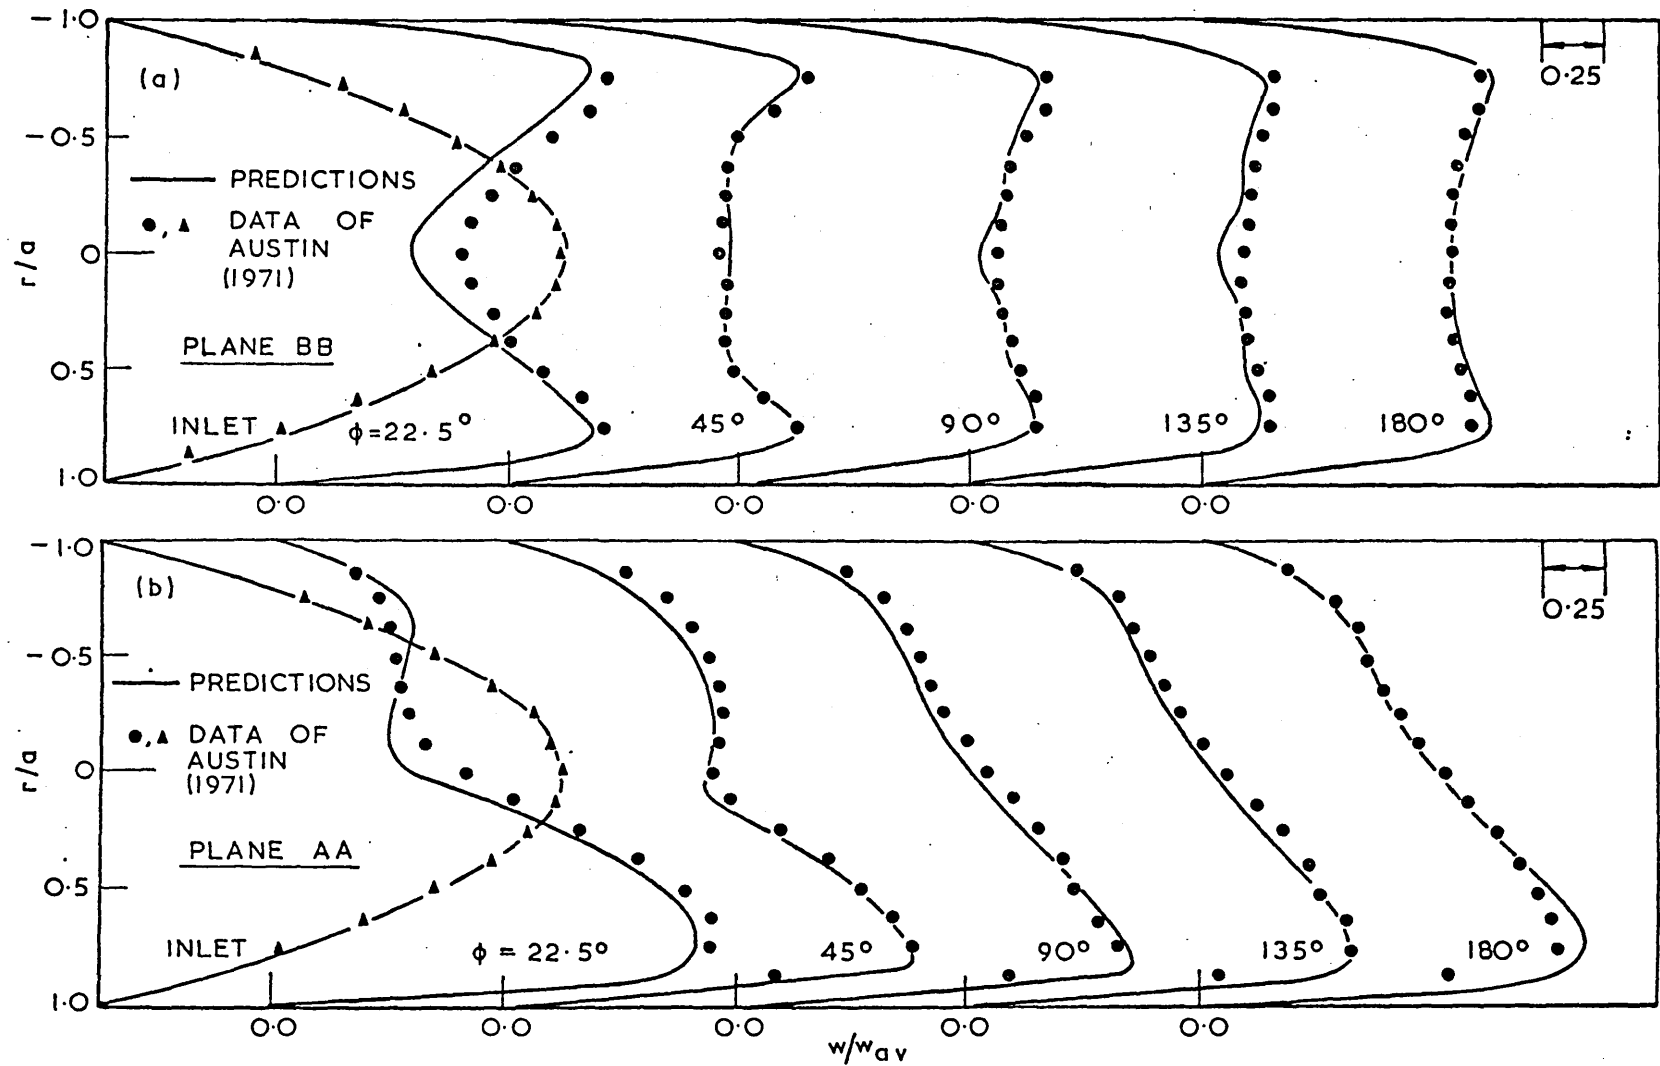 -1.0
(a)
0.25
-0.5
PREDICTIONS
DATA OF
AUSTIN
(1971)
r/a
0
PLANE BB
0.5
INLET
ϕ=22.5°
45°
90°
135°
180°
1.0
0.0
0.0
0.0
0.0
0.0
-1.0
(b)
0.25
-0.5
PREDICTIONS
DATA OF
AUSTIN
(1971)
r/a
0
PLANE AA
0.5
INLET
ϕ = 22.5°
45°
90°
135°
180°
1.0
0.0
0.0
0.0
0.0
0.0
w/wav